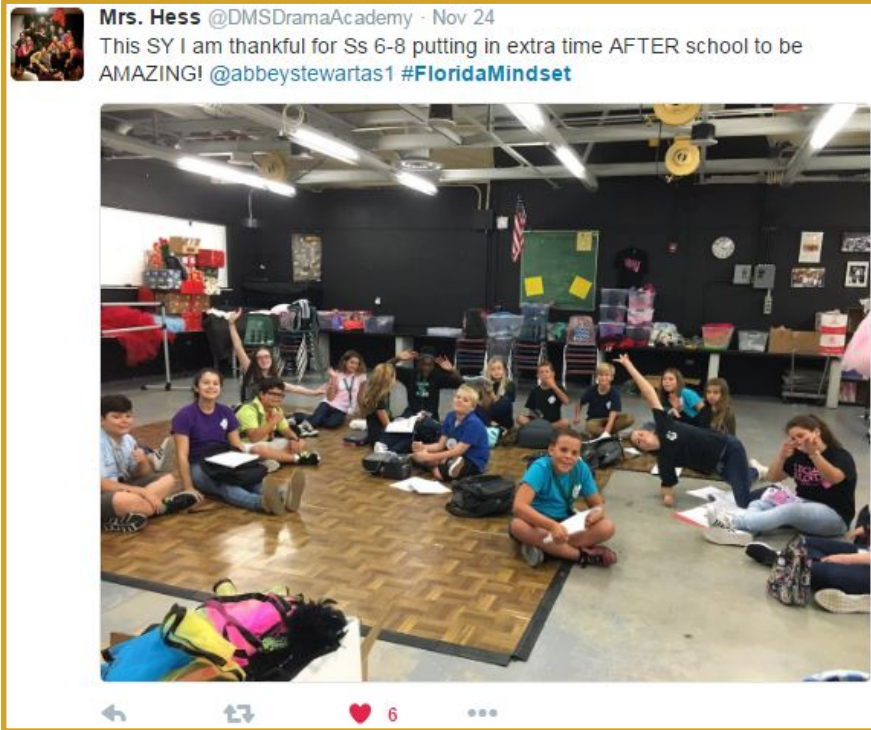 Mrs. Hess @DMSDramaAcademy · Nov 24
This SY I am thankful for Ss 6-8 putting in extra time AFTER school to be
AMAZING! @abbeystewartas1 #FloridaMindset
6